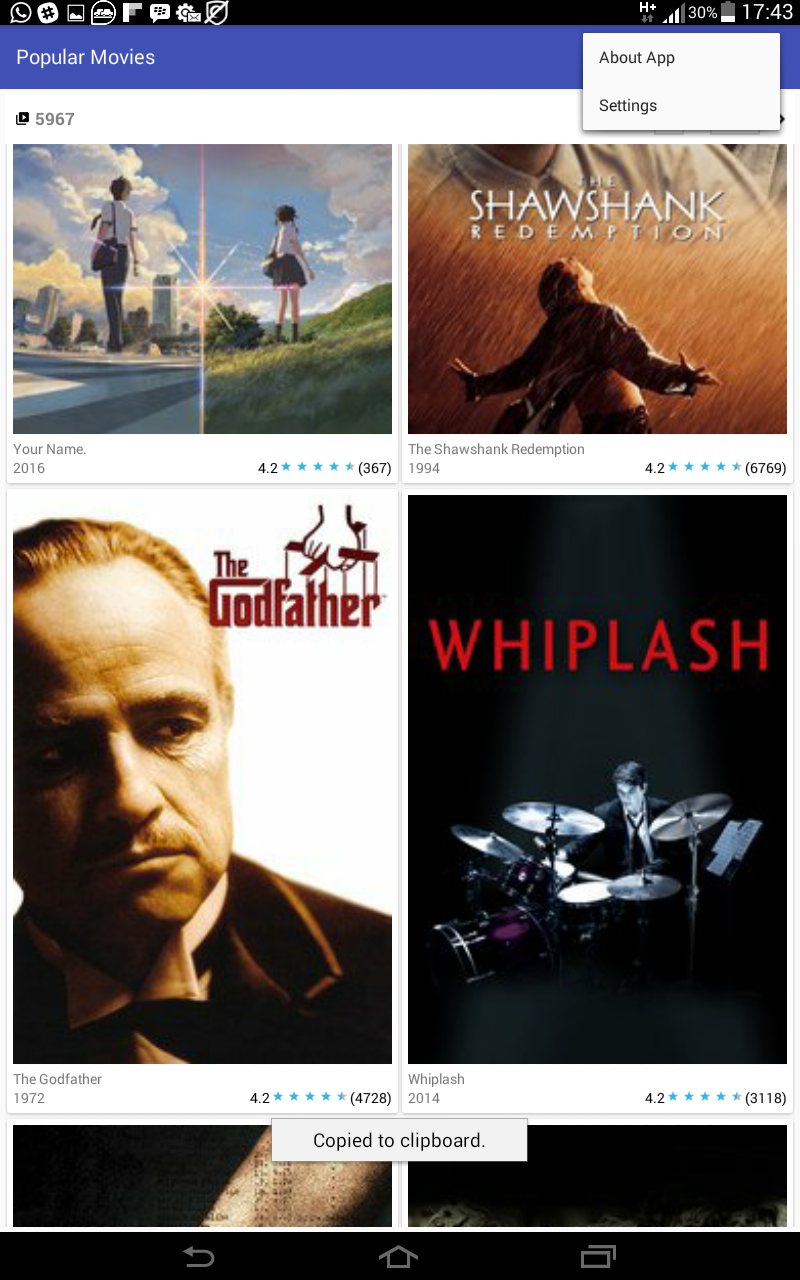 30% 17:43
Popular Movies
About App
Settings
5967
THE
SHAWSHANK
REDEMPTION
Your Name.
2016
4.2 (367)
The Shawshank Redemption
1994
4.2 (6769)
The
Godfather
WHIPLASH
The Godfather
1972
4.2 (4728)
Whiplash
2014
4.2 (3118)
Copied to clipboard.